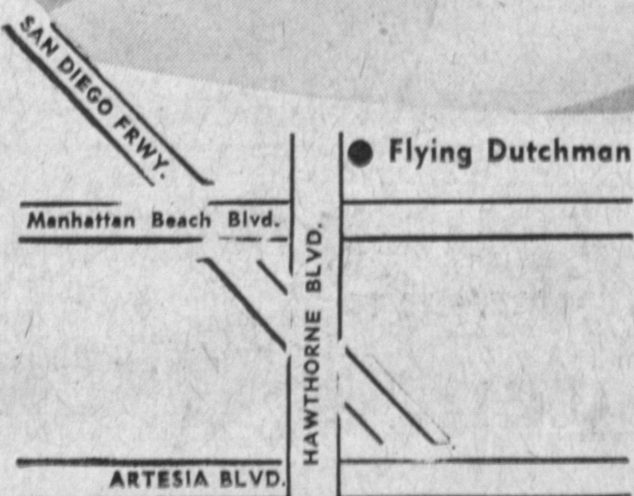 SAN DIEGO FRWY.
Flying Dutchman
Manhattan Beach Blvd.
HAWTHORNE BLVD.
ARTESIA BLVD.